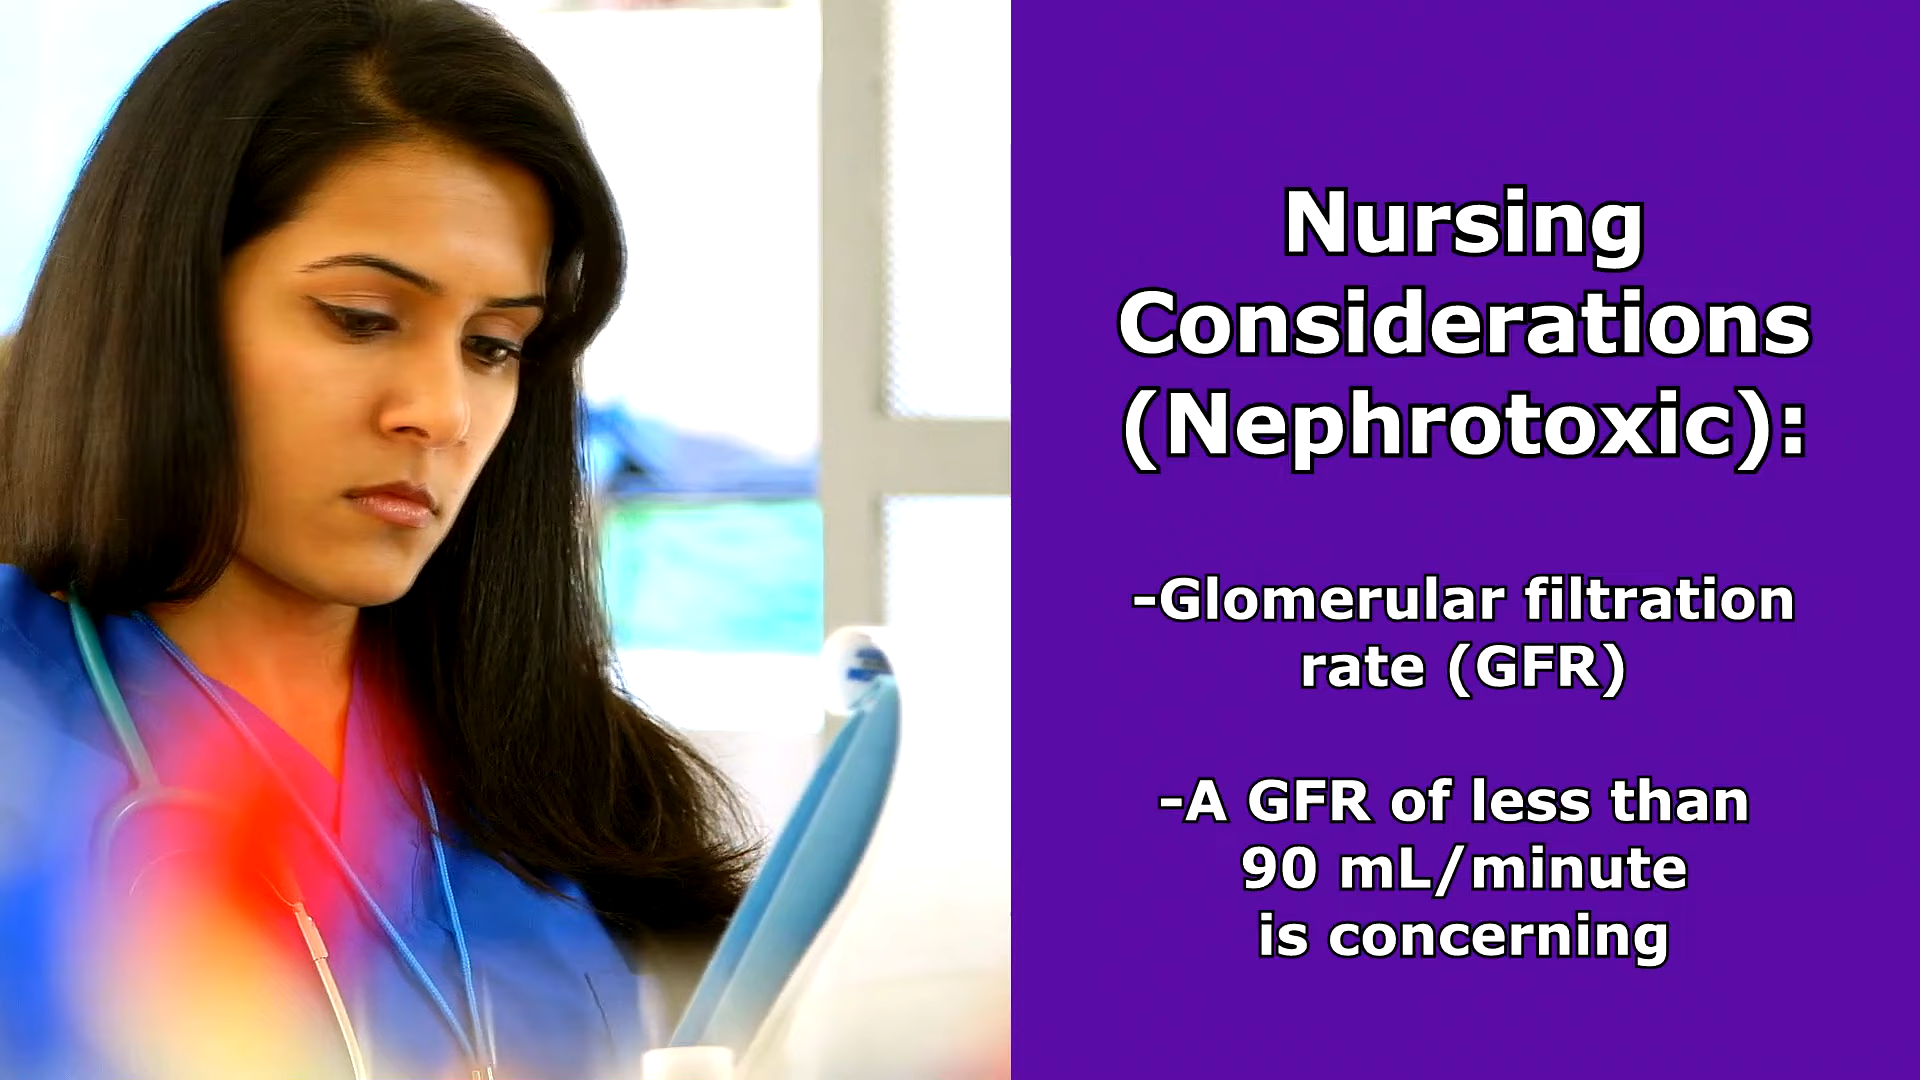 Nursing
Considerations
(Nephrotoxic):
-Glomerular filtration
rate (GFR)
-A GFR of less than
90 mL/minute
is concerning